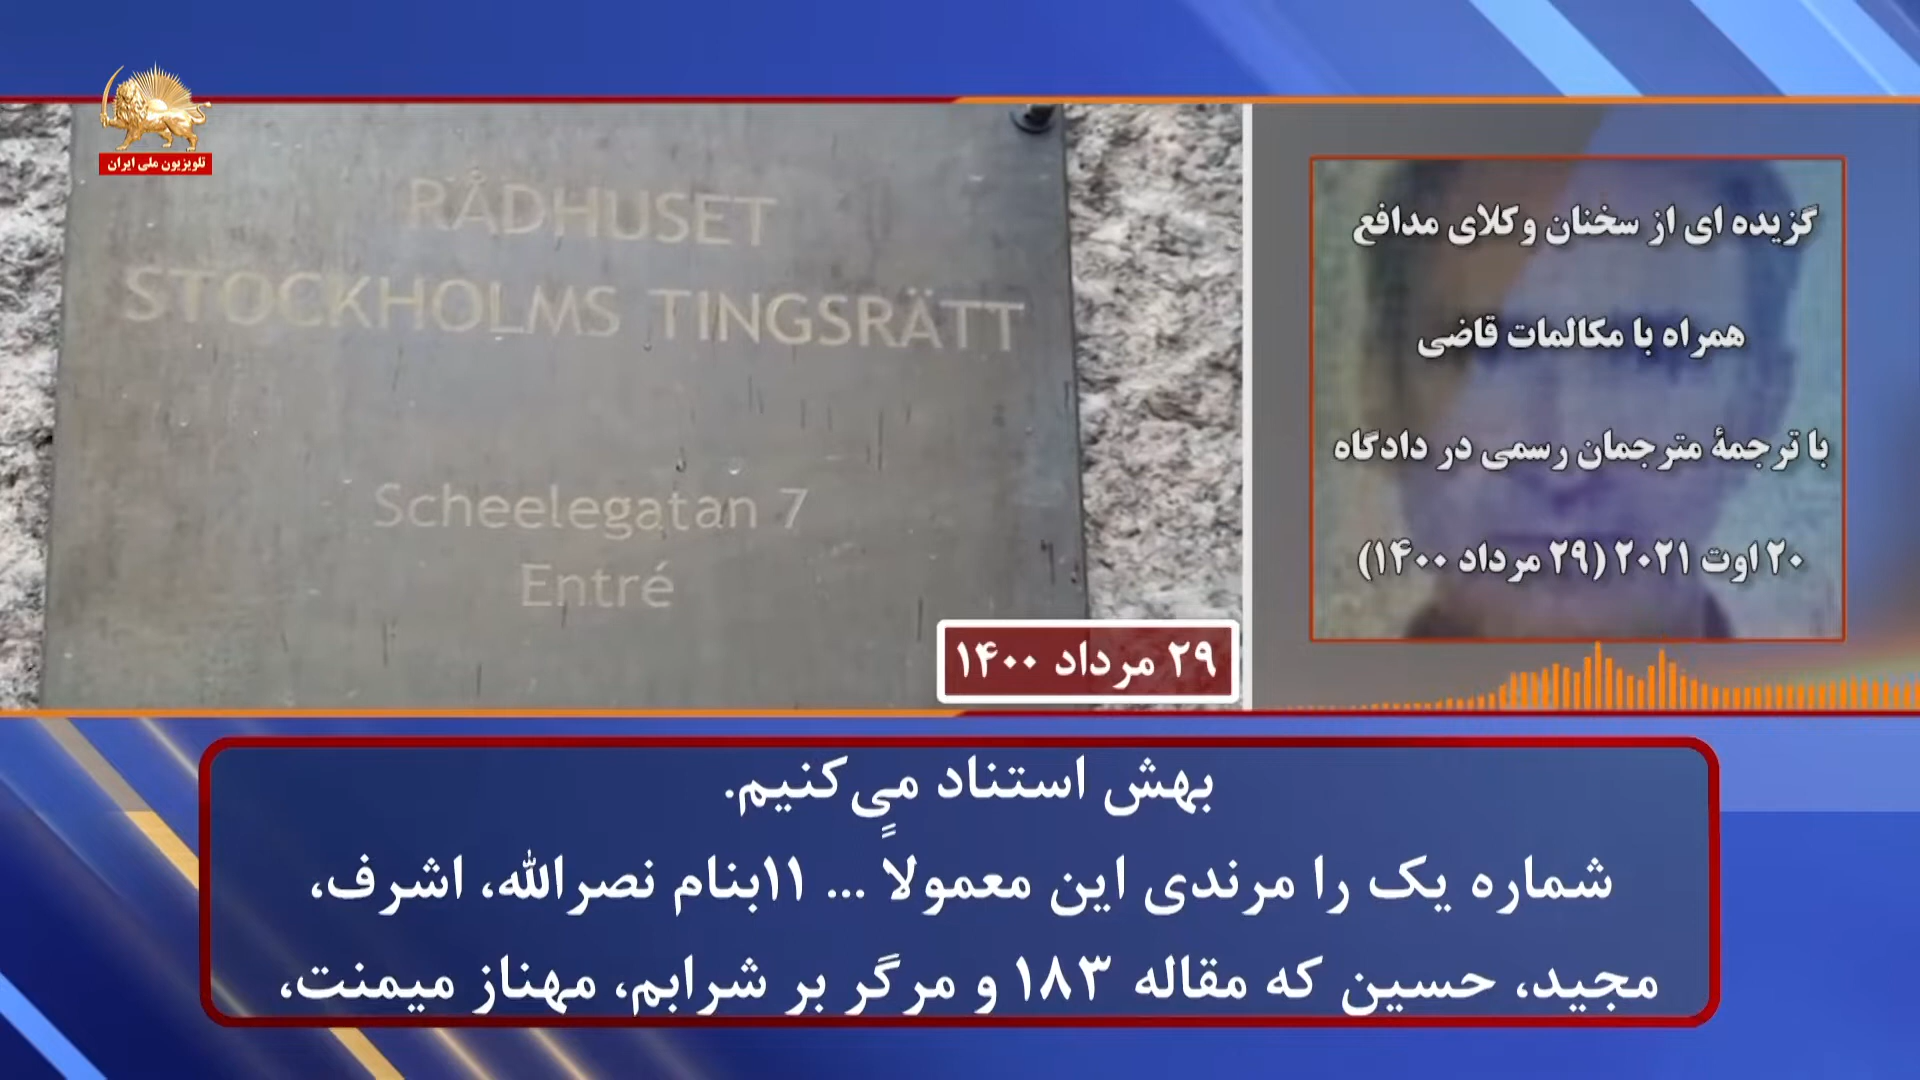 تلویزیون ملی ایران
RÅDHUSET
STOCKHOLMS TINGSRÄTT
Scheelegatan 7
Entré
۲۹ مرداد ۱۴۰۰
گزیده ای از سخنان وکلای مدافع
همراه با مکالمات قاضی
با ترجمهٔ مترجمان رسمی در دادگاه
۲۰ اوت ۲۰۲۱ (۲۹ مرداد ۱۴۰۰)
بهش استناد می‌کنیم.
شماره یک را مرندی این معمولاً ... ۱۱بنام نصرالله، اشرف،
مجید، حسین که مقاله ۱۸۳ و مرگر بر شرابم، مهناز میمنت،